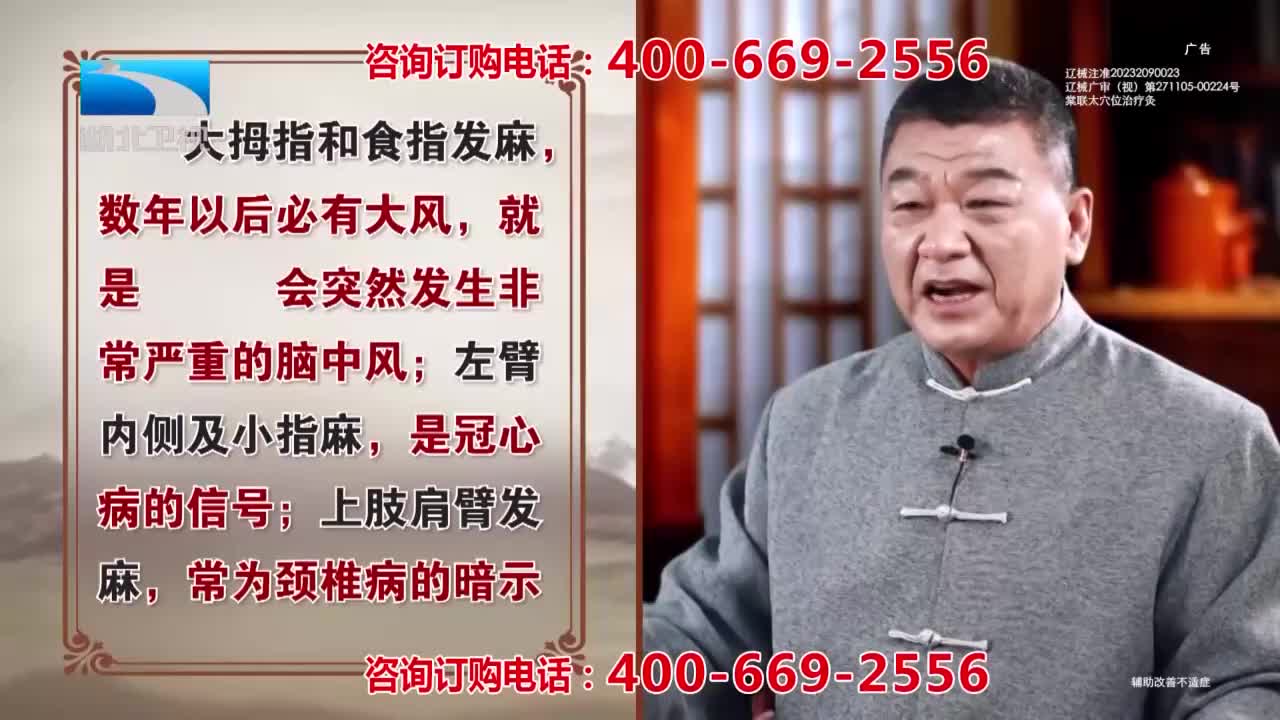 咨询订购电话：400-669-2556
广告
辽械注准20232090023
辽械广审（视）第271105-00224号
棠联太穴位治疗灸
湖北卫视
大拇指和食指发麻，
数年以后必有大风，就
是 会突然发生非
常严重的脑中风；左臂
内侧及小指麻，是冠心
病的信号；上肢肩臂发
麻，常为颈椎病的暗示
咨询订购电话：400-669-2556
辅助改善不适症